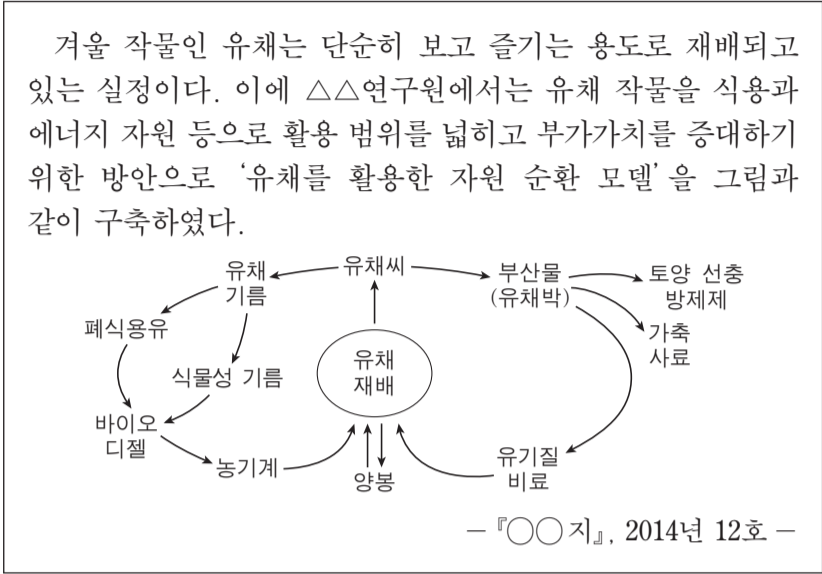 겨울 작물인 유채는 단순히 보고 즐기는 용도로 재배되고
있는 실정이다. 이에 △△연구원에서는 유채 작물을 식용과
에너지 자원 등으로 활용 범위를 넓히고 부가가치를 증대하기
위한 방안으로 ‘유채를 활용한 자원 순환 모델’을 그림과
같이 구축하였다.
유채
기름
유채씨
부산물
(유채박)
토양 선충
방제제
가축
사료
폐식용유
식물성 기름
유채
재배
바이오
디젤
농기계
양봉
유기질
비료
－『○○지』, 2014년 12호－